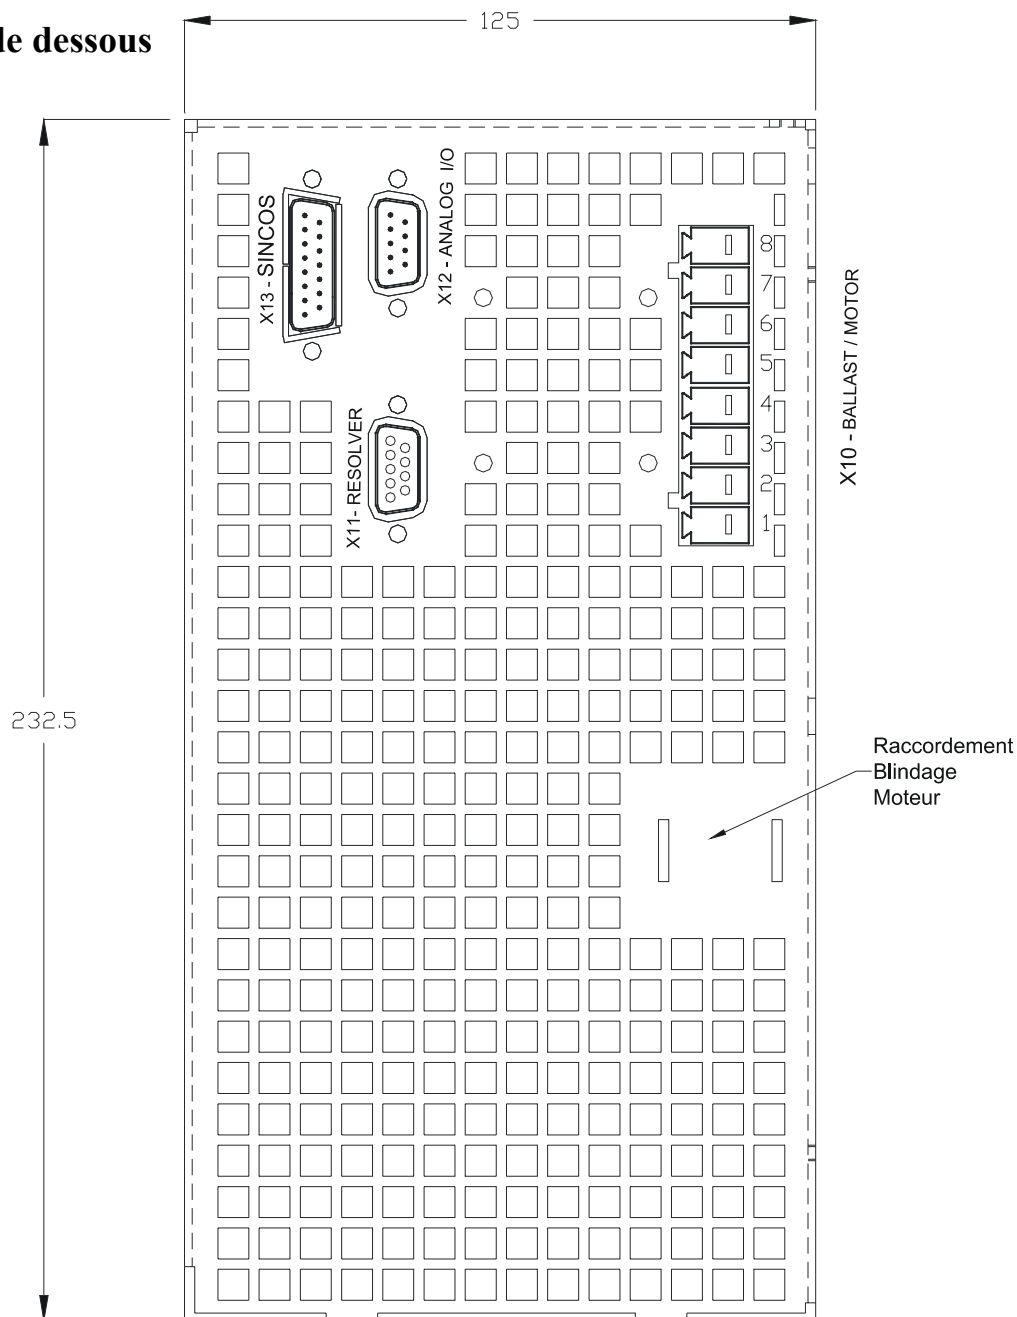 de dessous
125
232.5
X13 - SINCOS
X12 - ANALOG I/O
X11- RESOLVER
8
7
6
5
4
3
2
1
X10 - BALLAST / MOTOR
Raccordement
Blindage
Moteur